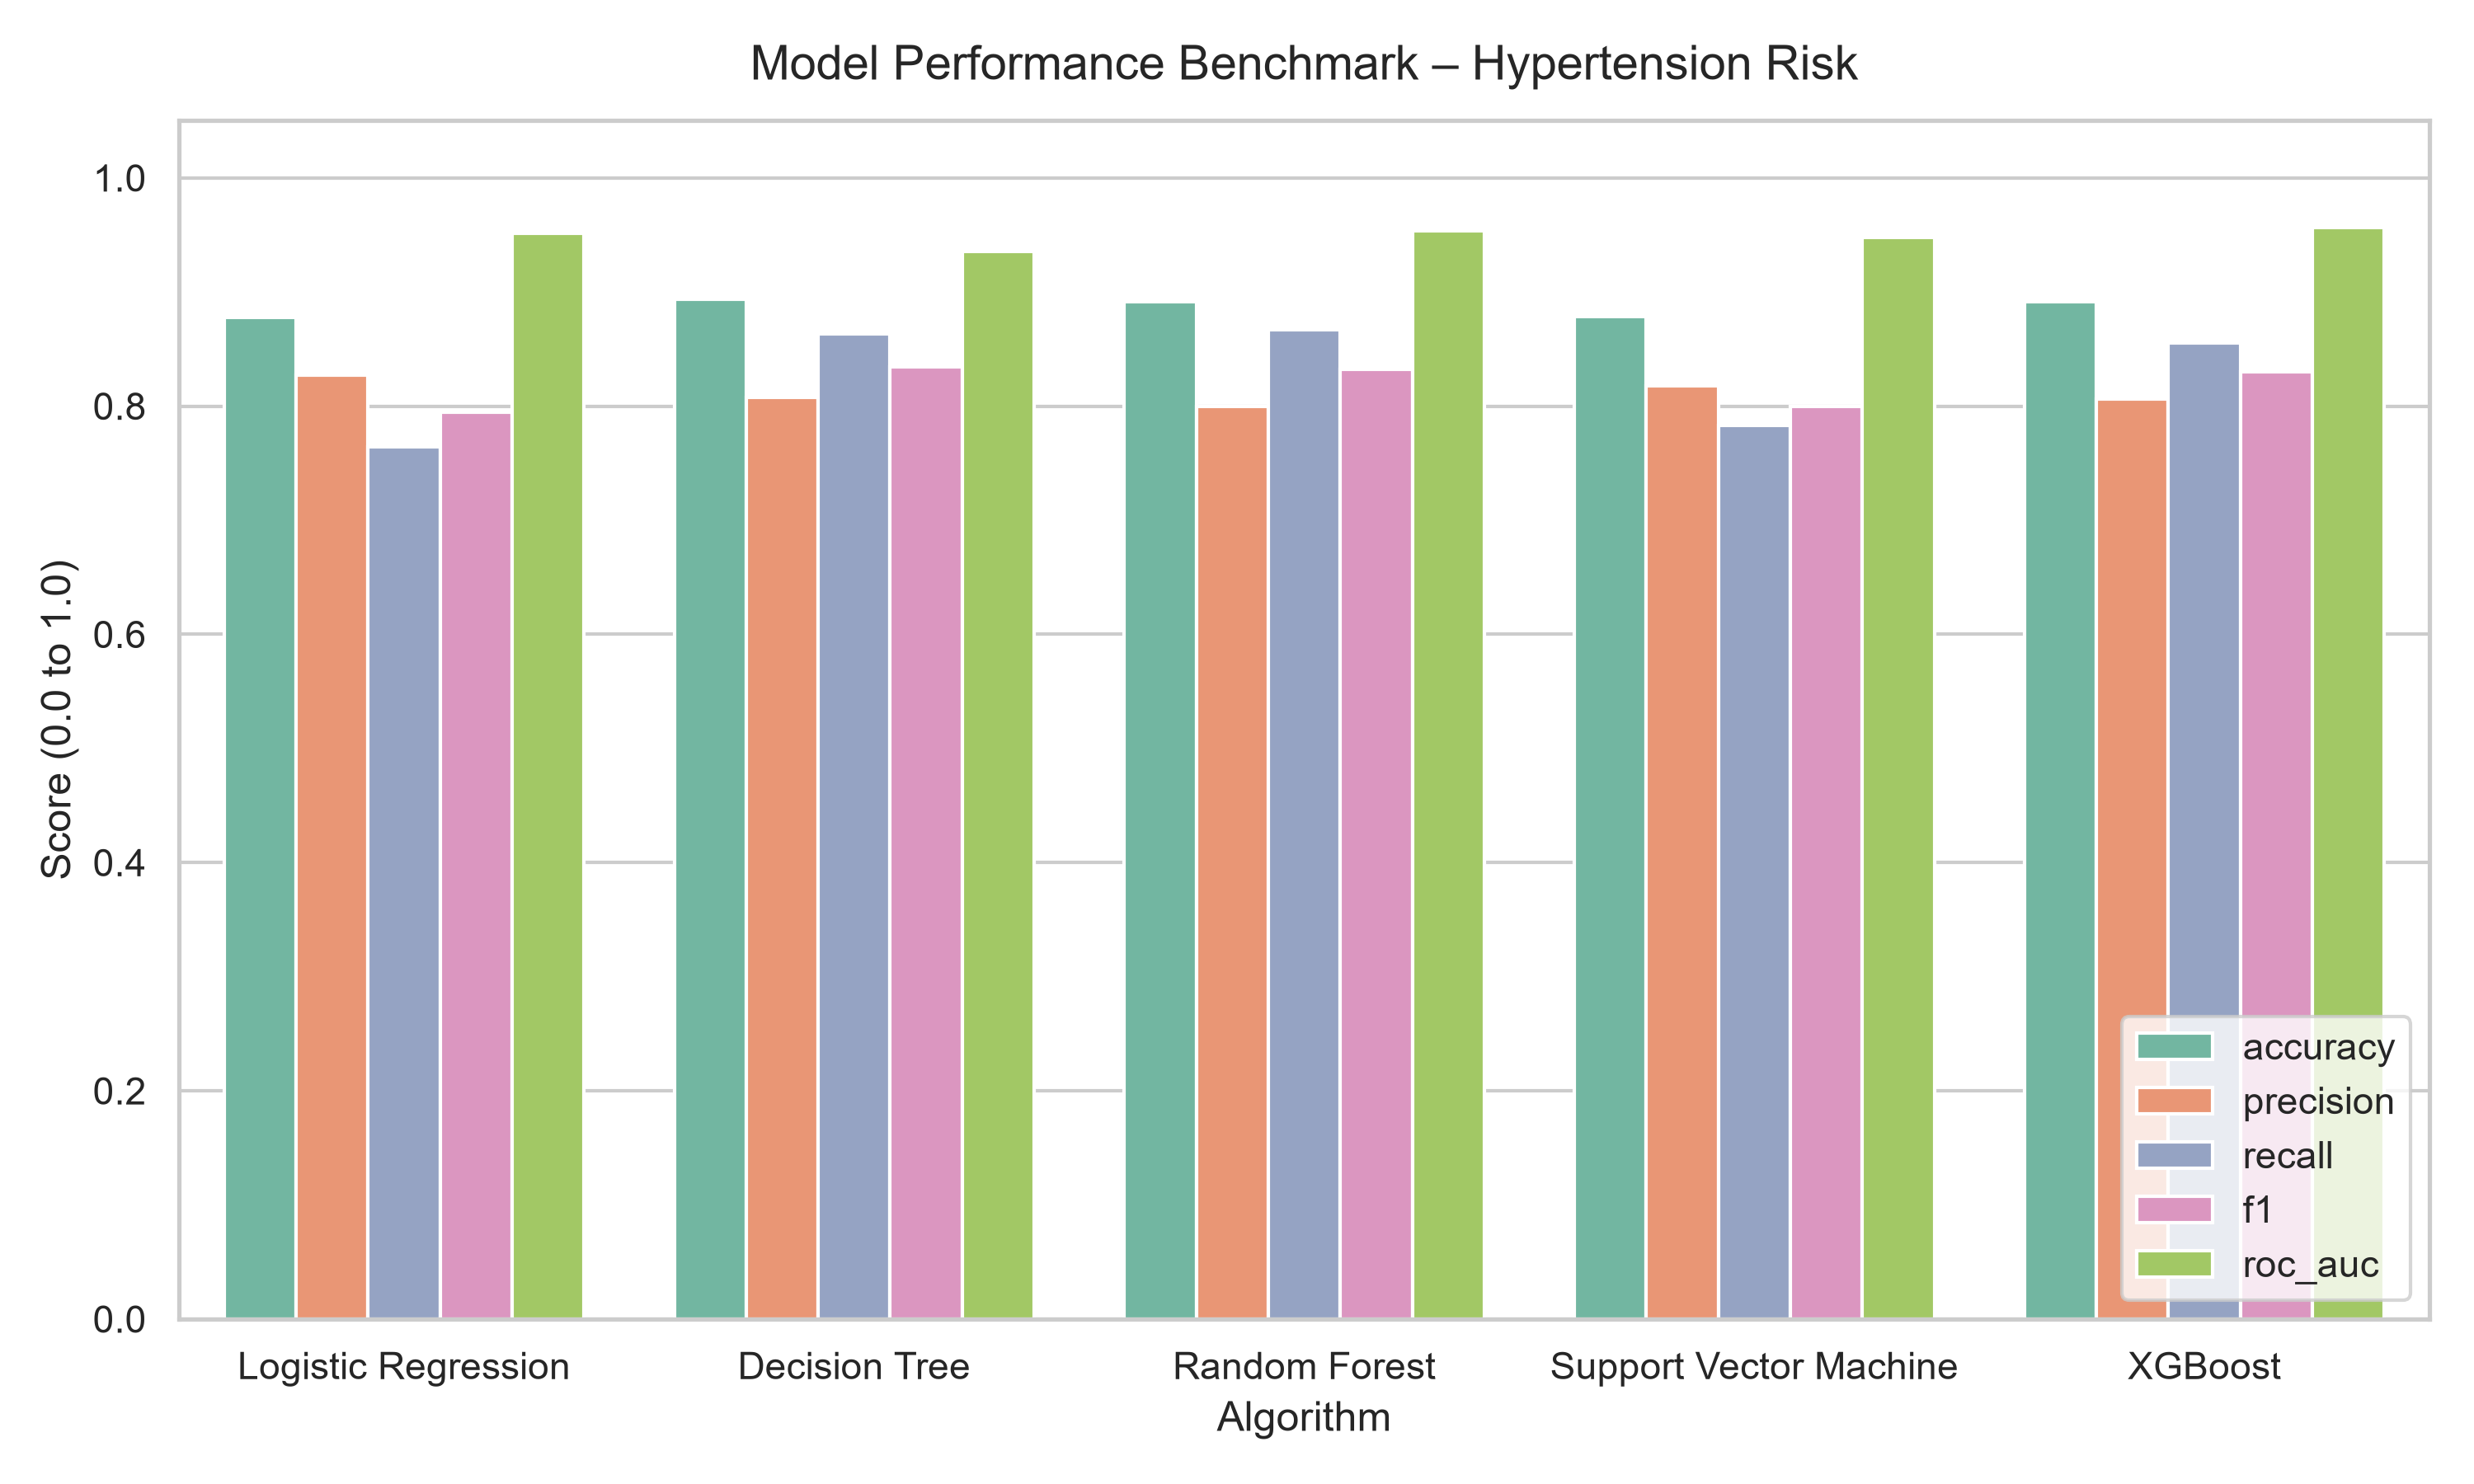 Model Performance Benchmark – Hypertension Risk
Score (0.0 to 1.0)
1.0
0.8
0.6
0.4
0.2
0.0
accuracy
precision
recall
f1
roc_auc
Logistic Regression
Decision Tree
Random Forest
Support Vector Machine
XGBoost
Algorithm